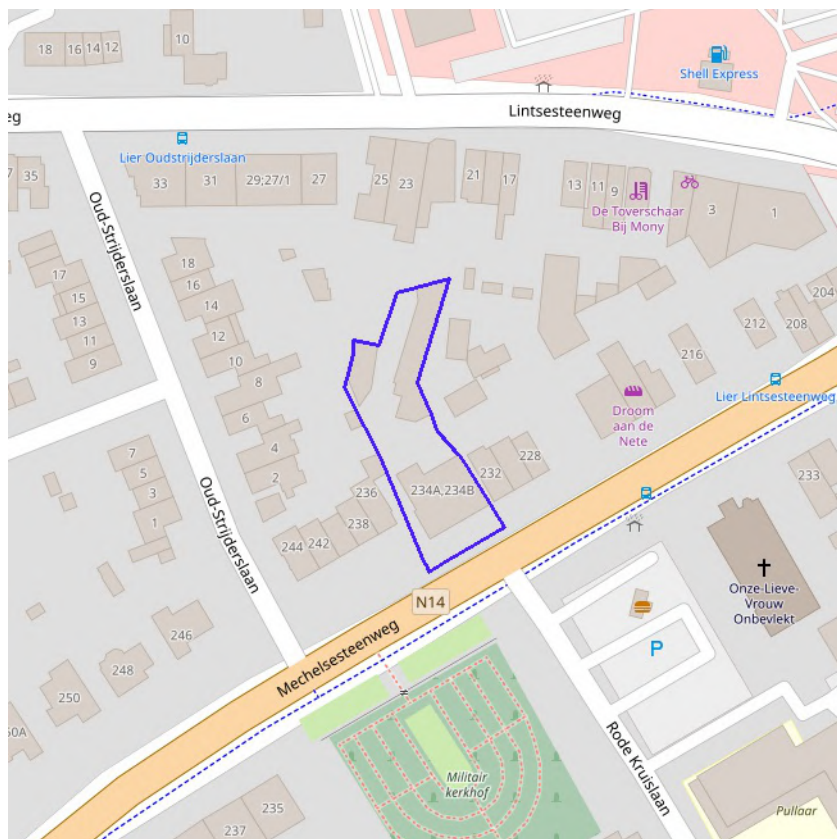 18
16
14
12
10
Shell Express
eg
Lintsesteenweg
Lier Oudstrijderslaan
35
33
31
29;27/1
27
25
23
21
17
13
11
9
3
1
De Toverschaar
Bij Mony
Oud-Strijderslaan
17
15
13
11
9
18
16
14
12
10
8
6
4
2
204
208
212
216
Lier Lintsesteenweg
Droom
aan de
Nete
7
5
3
1
Oud-Strijderslaan
236
238
242
244
234A,234B
232
228
233
N14
Onze-Lieve-
Vrouw
Onbevlekt
P
246
248
250
Mechelsesteenweg
Rode Kruislaan
Militair
kerkhof
235
237
Pullaar